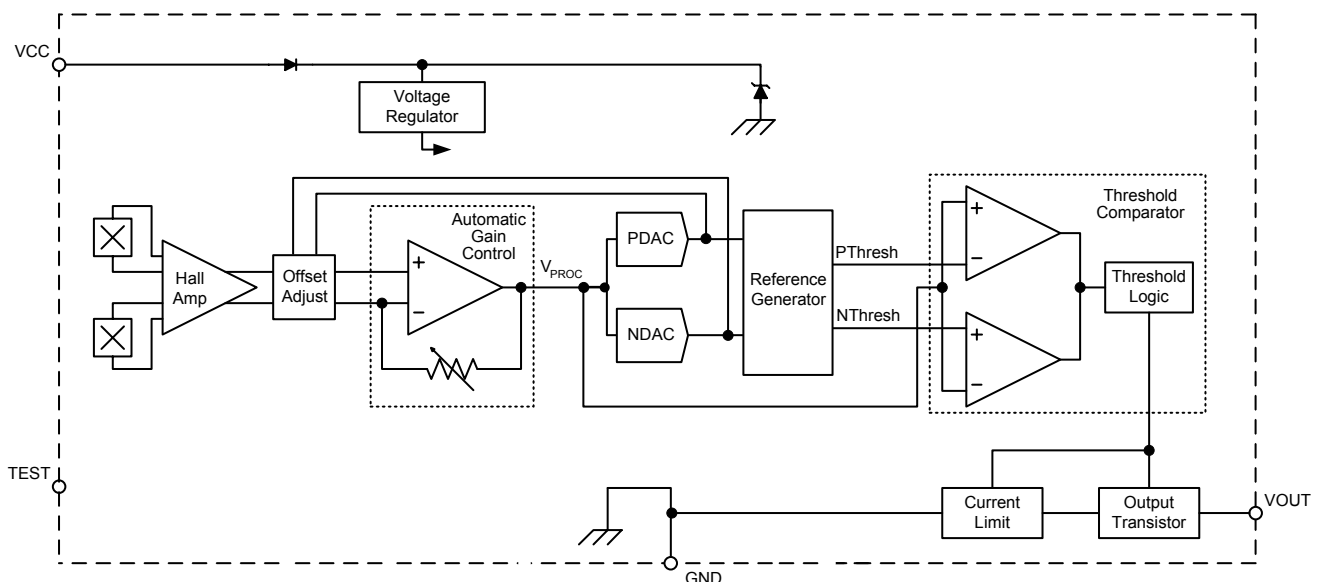 VCC
Voltage
Regulator
Hall
Amp
Offset
Adjust
Automatic
Gain
Control
+
−
VPROC
PDAC
NDAC
Reference
Generator
PThresh
NThresh
Threshold
Comparator
+
−
+
−
Threshold
Logic
TEST
Current
Limit
Output
Transistor
VOUT
GND